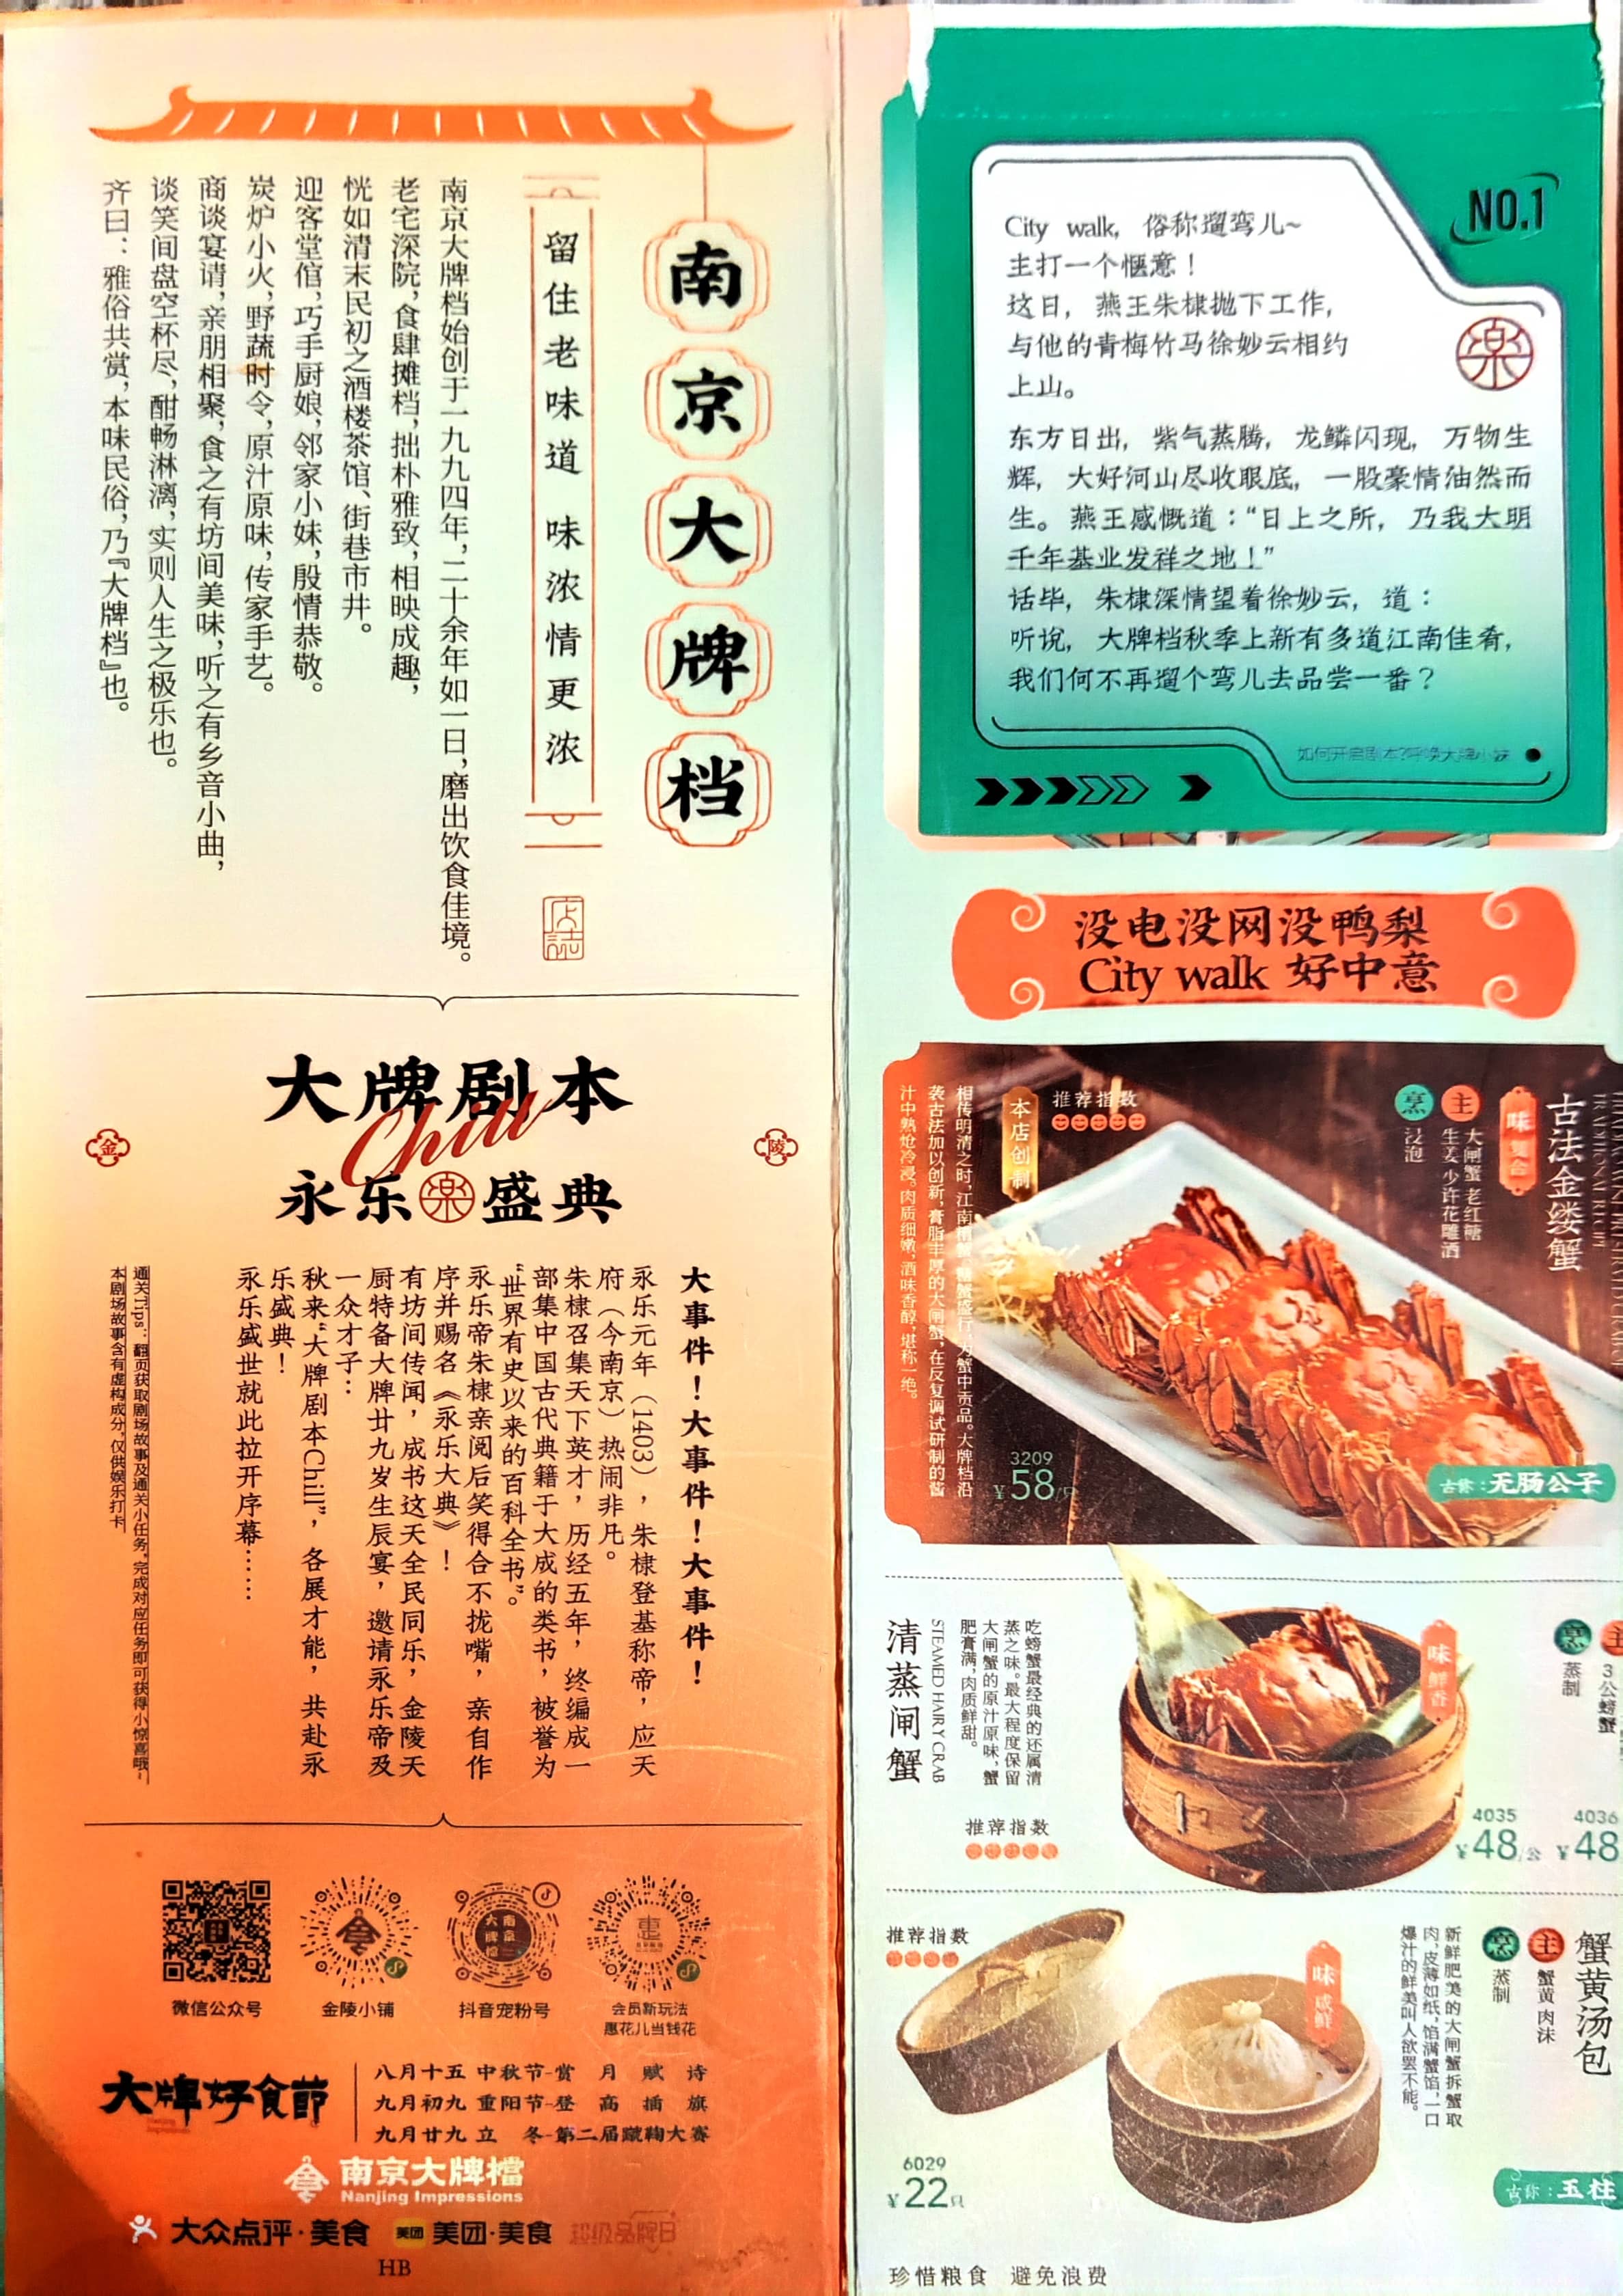 南京大牌档
留住老味道 味浓情更浓
南京大牌档始创于一九九四年,二十余年如一日,磨出饮食佳境。
老宅深院,食肆摊档,拙朴雅致,相映成趣,
恍如清末民初之酒楼茶馆、街巷市井。
迎客堂倌,巧手厨娘,邻家小妹,殷情恭敬。
炭炉小火,野蔬时令,原汁原味,传家手艺。
商谈宴请,亲朋相聚,食之有坊间美味,听之有乡音小曲,
谈笑间盘空杯尽,酣畅淋漓,实则人生之极乐也。
齐曰：雅俗共赏,本味民俗,乃『大牌档』也。
大牌剧本
Chill
永乐 樂 盛典
金
陵
大事件！大事件！大事件！
永乐元年（1403），朱棣登基称帝，应天
府（今南京）热闹非凡。
朱棣召集天下英才，历经五年，终编成一
部集中国古代典籍于大成的类书，被誉为
“世界有史以来的百科全书”。
永乐帝朱棣亲阅后笑得合不拢嘴，亲自作
序并赐名《永乐大典》！
有坊间传闻，成书这天全民同乐，金陵天
厨特备大牌廿九岁生辰宴，邀请永乐帝及
一众才子…
秋来“大牌剧本Chill”，各展才能，共赴永
乐盛典！
永乐盛世就此拉开序幕……
通关Tips：翻页获取剧场故事及通关小任务，完成对应任务即可获得小惊喜哦~
本剧场故事含有虚构成分，仅供娱乐打卡
微信公众号
金陵小铺
抖音宠粉号
会员新玩法
惠花儿当钱花
大牌好食節
八月十五 中秋节-赏月赋诗
九月初九 重阳节-登高插旗
九月廿九 立冬-第二届蹴鞠大赛
南京大牌檔
Nanjing Impressions
大众点评·美食 美团 美团·美食 超级品牌日
HB
NO.1
樂
City walk，俗称遛弯儿~
主打一个惬意！
这日，燕王朱棣抛下工作，
与他的青梅竹马徐妙云相约
上山。
东方日出，紫气蒸腾，龙鳞闪现，万物生
辉，大好河山尽收眼底，一股豪情油然而
生。燕王感慨道：“日上之所，乃我大明
千年基业发祥之地！”
话毕，朱棣深情望着徐妙云，道：
听说，大牌档秋季上新有多道江南佳肴，
我们何不再遛个弯儿去品尝一番？
如何开启剧本?呼唤大牌小妹
没电没网没鸭梨
City walk 好中意
古法金缕蟹
味 复合
主
大闸蟹 老红糖
生姜 少许花雕酒
烹
浸泡
推荐指数
本店创制
相传明清之时,江南
盛行,为蟹中贡品。大牌档沿
袭古法加以创新,膏脂丰厚的大闸蟹,在反复调试研制的酱
汁中熟炝冷浸。肉质细嫩,酒味香醇,堪称一绝。
3209
¥58/只
古称：无肠公子
清蒸闸蟹
STEAMED HAIRY CRAB
吃螃蟹最经典的还属清
蒸之味。最大程度保留
大闸蟹的原汁原味,蟹
肥膏满,肉质鲜甜。
推荐指数
味 鲜香
主
烹
蒸制
4035
¥48/公
4036
¥48
蟹黄汤包
主
蟹黄 肉沫
烹
蒸制
新鲜肥美的大闸蟹拆蟹取
肉,皮薄如纸,馅满蟹馅,一口
爆汁的鲜美叫人欲罢不能。
味 咸鲜
推荐指数
6029
¥22只
古称：玉柱
珍惜粮食 避免浪费